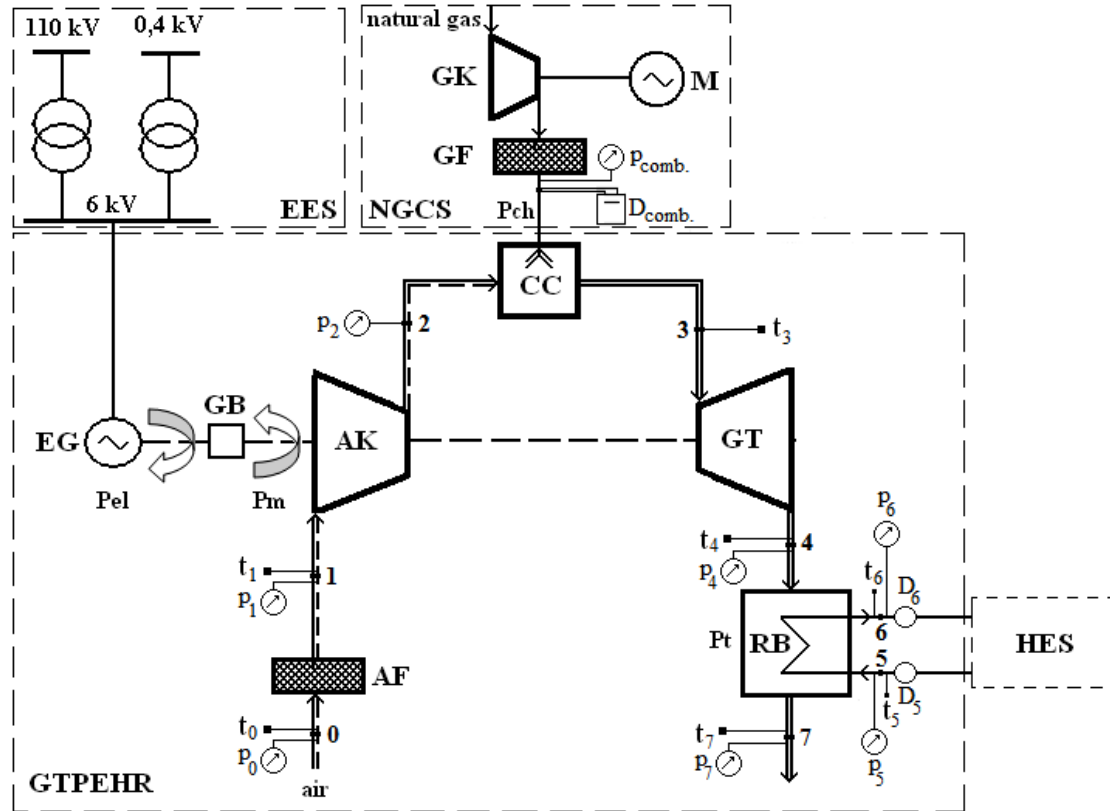 110 kV
0,4 kV
6 kV
EES
natural gas
GK
M
GF
p comb.
D comb.
Pch
NGCS
CC
p2
2
3
t3
GB
EG
AK
GT
Pel
Pm
t1
p1
1
t4
p4
4
p6
t6
D6
6
Pt
RB
5
HES
AF
D5
t5
p5
t0
p0
0
t7
p7
7
GTPEHR
air